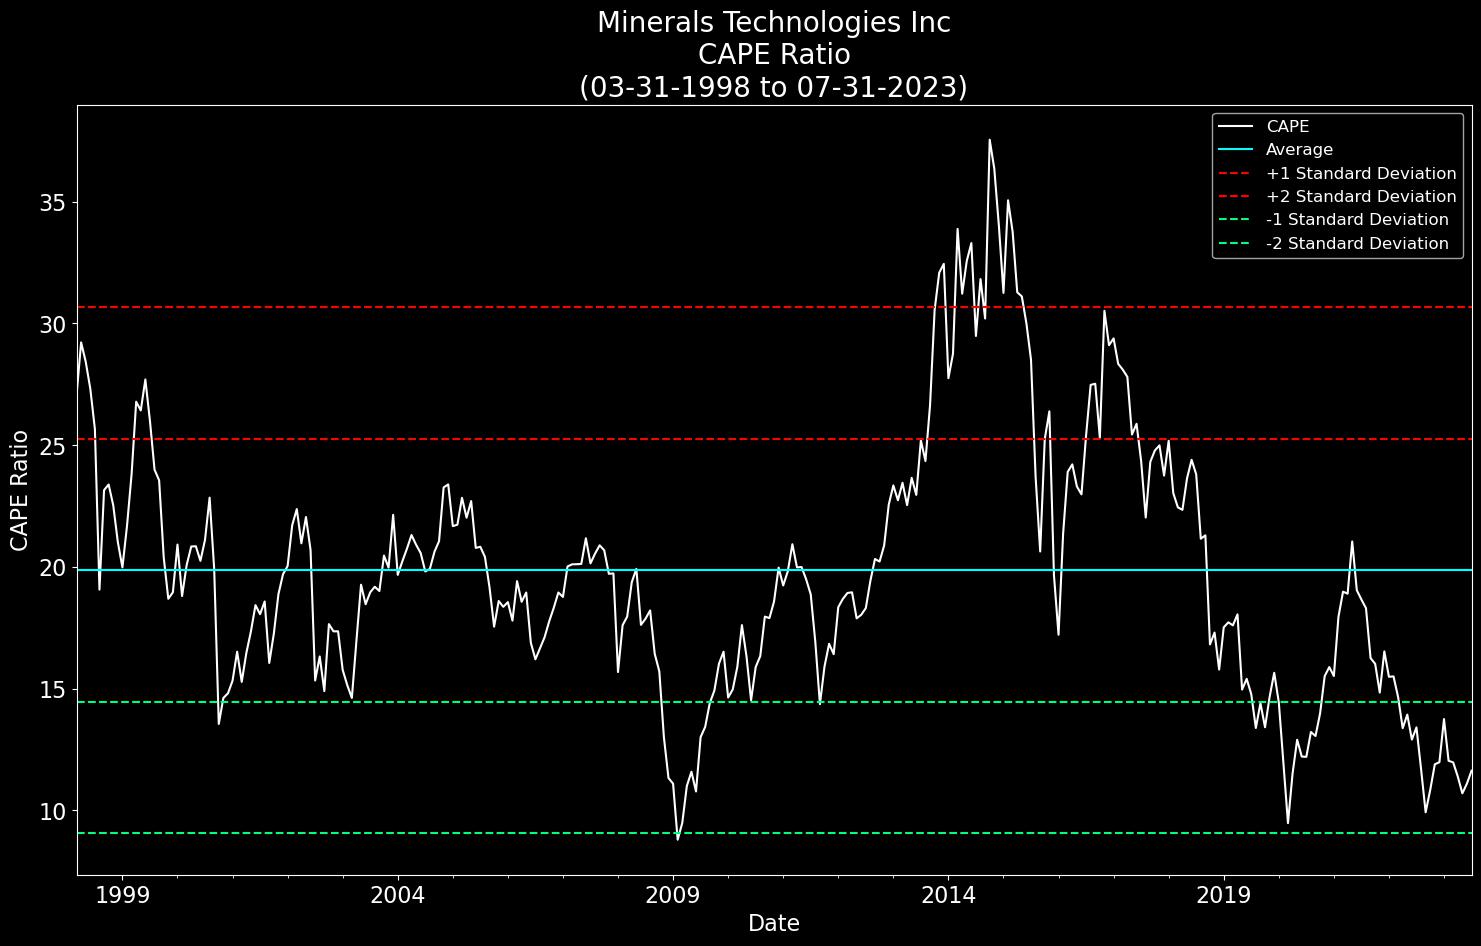 Minerals Technologies Inc
CAPE Ratio
(03-31-1998 to 07-31-2023)
CAPE
Average
+1 Standard Deviation
+2 Standard Deviation
-1 Standard Deviation
-2 Standard Deviation
CAPE Ratio
35
30
25
20
15
10
1999
2004
2009
2014
2019
Date